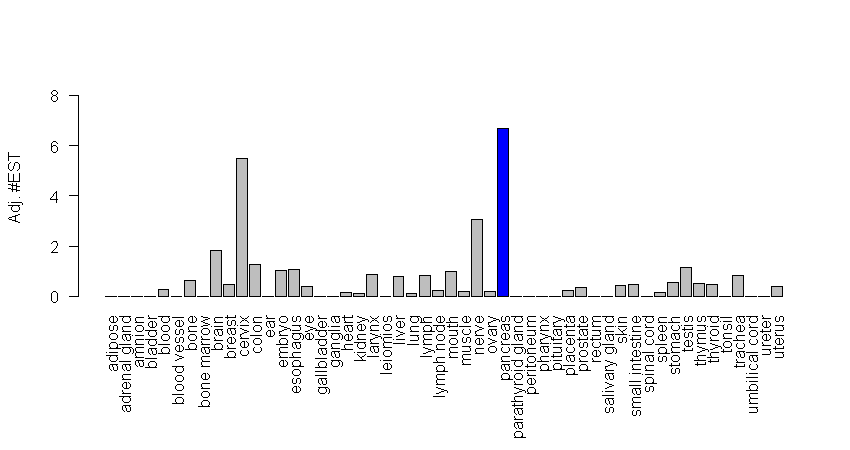 Adj. #EST
8
6
4
2
0
adipose
adrenal gland
amnion
bladder
blood
blood vessel
bone
bone marrow
brain
breast
cervix
colon
ear
embryo
esophagus
eye
gallbladder
ganglia
heart
kidney
larynx
leiomios
liver
lung
lymph
lymph node
mouth
muscle
nerve
ovary
pancreas
parathyroid gland
peritoneum
pharynx
pituitary
placenta
prostate
rectum
salivary gland
skin
small intestine
spinal cord
spleen
stomach
testis
thymus
thyroid
tonsil
trachea
umbilical cord
ureter
uterus